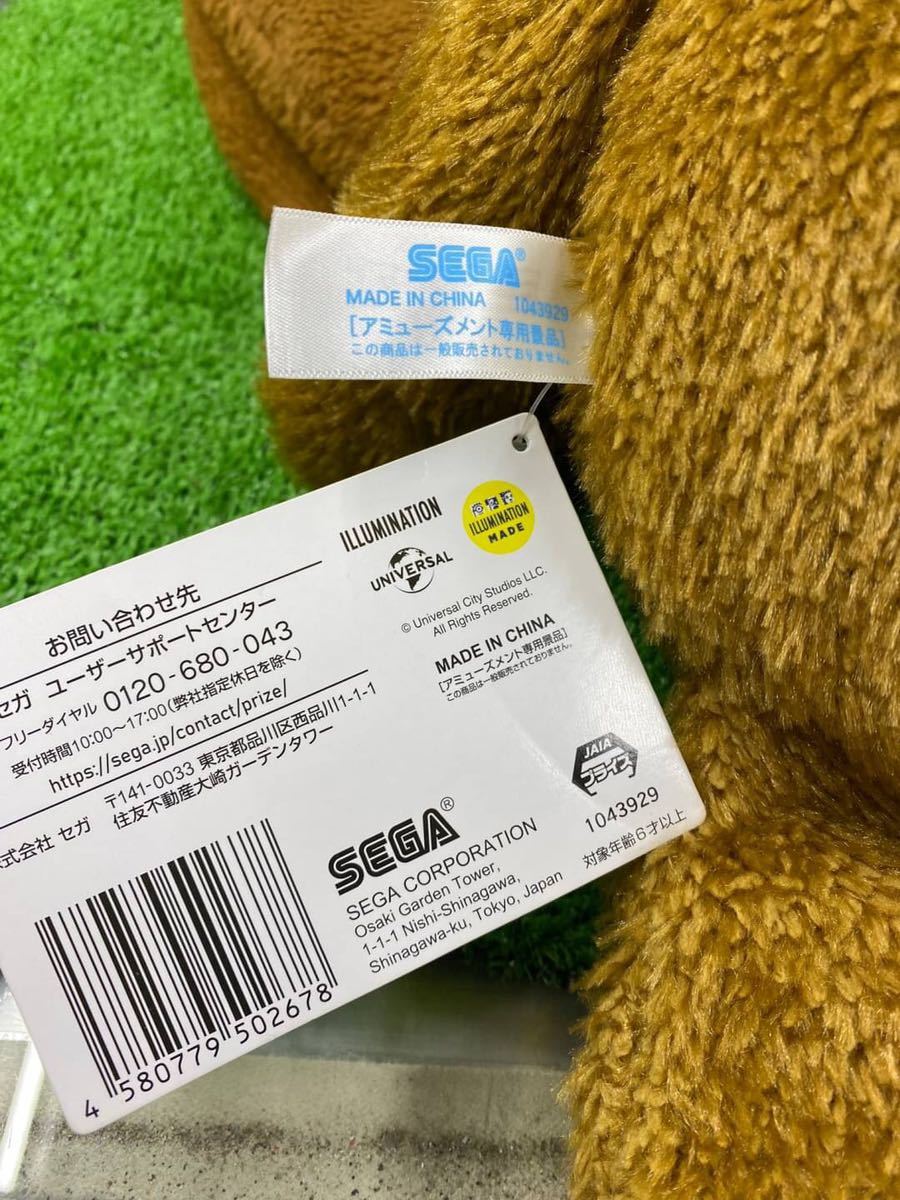 SEGA®
MADE IN CHINA 1043929
[アミューズメント専用景品]
この商品は一般販売されておりません。
ILLUMINATION
ILLUMINATION
MADE
UNIVERSAL
© Universal City Studios LLC.
All Rights Reserved.
MADE IN CHINA
[アミューズメント専用景品]
この商品は一般販売されておりません。
お問い合わせ先
セガ ユーザーサポートセンター
フリーダイヤル 0120-680-043
受付時間10:00〜17:00(弊社指定休日を除く)
https://sega.jp/contact/prize/
〒141-0033 東京都品川区西品川1-1-1
住友不動産大崎ガーデンタワー
式会社 セガ
SEGA®
SEGA CORPORATION
Osaki Garden Tower,
1-1-1 Nishi-Shinagawa,
Shinagawa-ku, Tokyo, Japan
JAIA
プライズ
1043929
対象年齢6才以上
4 580779 502678